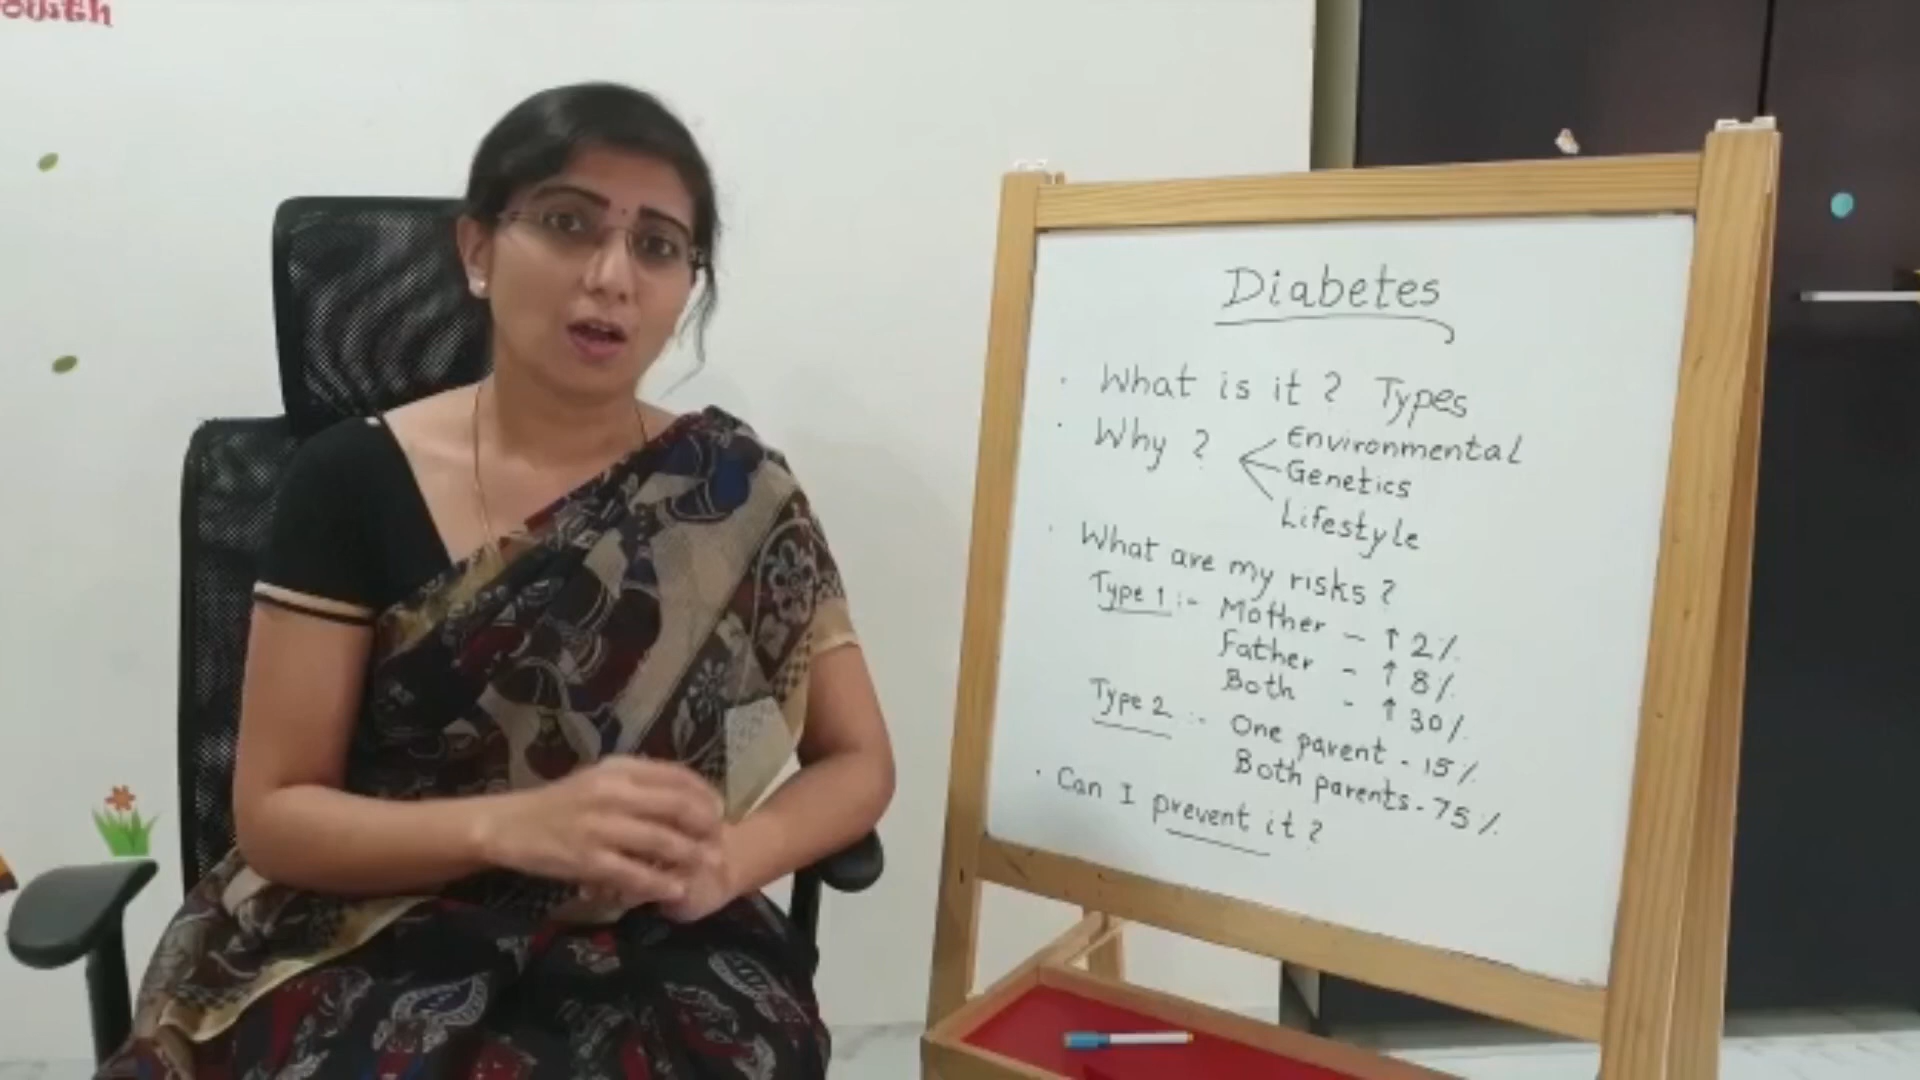 Diabetes
· What is it? Types
· Why? Environmental
Genetics
Lifestyle
· What are my risks?
Type 1 :- Mother - ↑ 2%
Father - ↑ 8%
Both - ↑ 30%
Type 2 :- One parent - 15%
Both parents - 75%
· Can I prevent it?